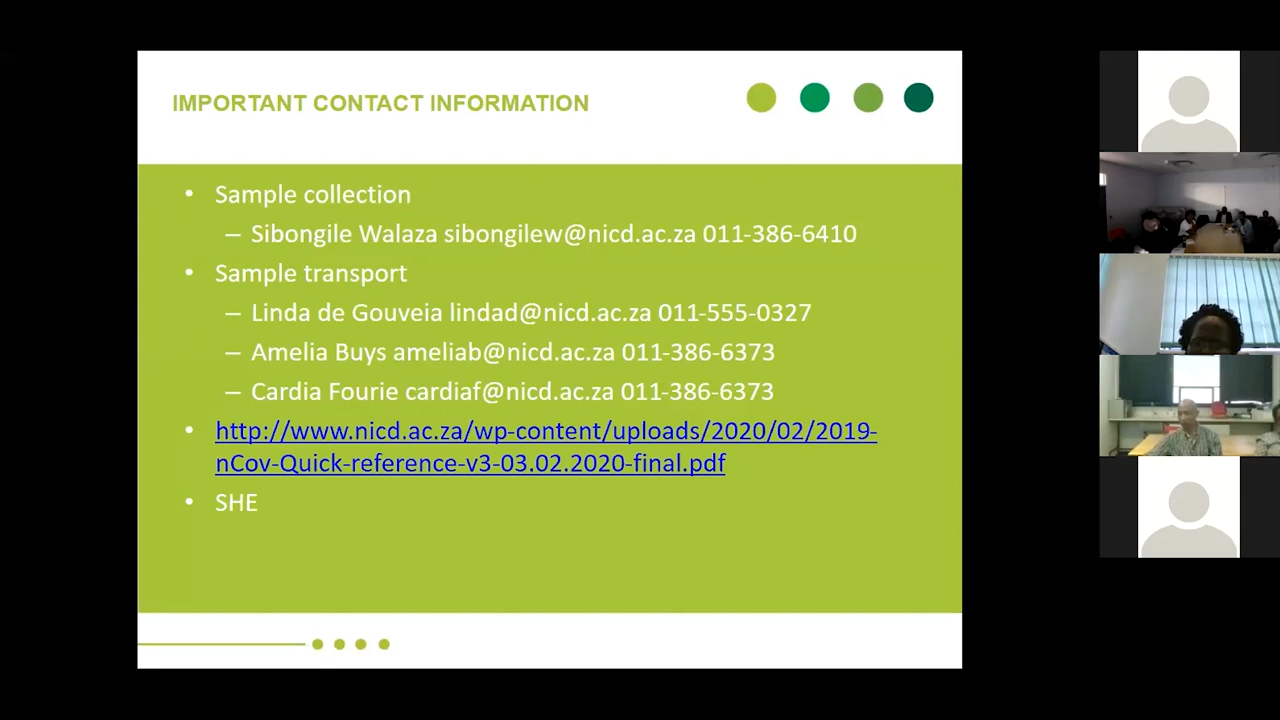 IMPORTANT CONTACT INFORMATION
• Sample collection
– Sibongile Walaza sibongilew@nicd.ac.za 011-386-6410
• Sample transport
– Linda de Gouveia lindad@nicd.ac.za 011-555-0327
– Amelia Buys ameliab@nicd.ac.za 011-386-6373
– Cardia Fourie cardiaf@nicd.ac.za 011-386-6373
• http://www.nicd.ac.za/wp-content/uploads/2020/02/2019-
nCov-Quick-reference-v3-03.02.2020-final.pdf
• SHE